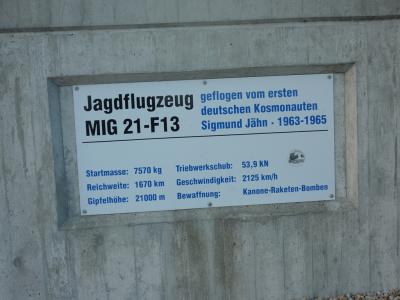 Jagdflugzeug
MIG 21-F13
geflogen vom ersten
deutschen Kosmonauten
Sigmund Jähn - 1963-1965
Startmasse: 7570 kg
Reichweite: 1670 km
Gipfelhöhe: 21000 m
Triebwerkschub: 53,9 kN
Geschwindigkeit: 2125 km/h
Bewaffnung: Kanone-Raketen-Bomben